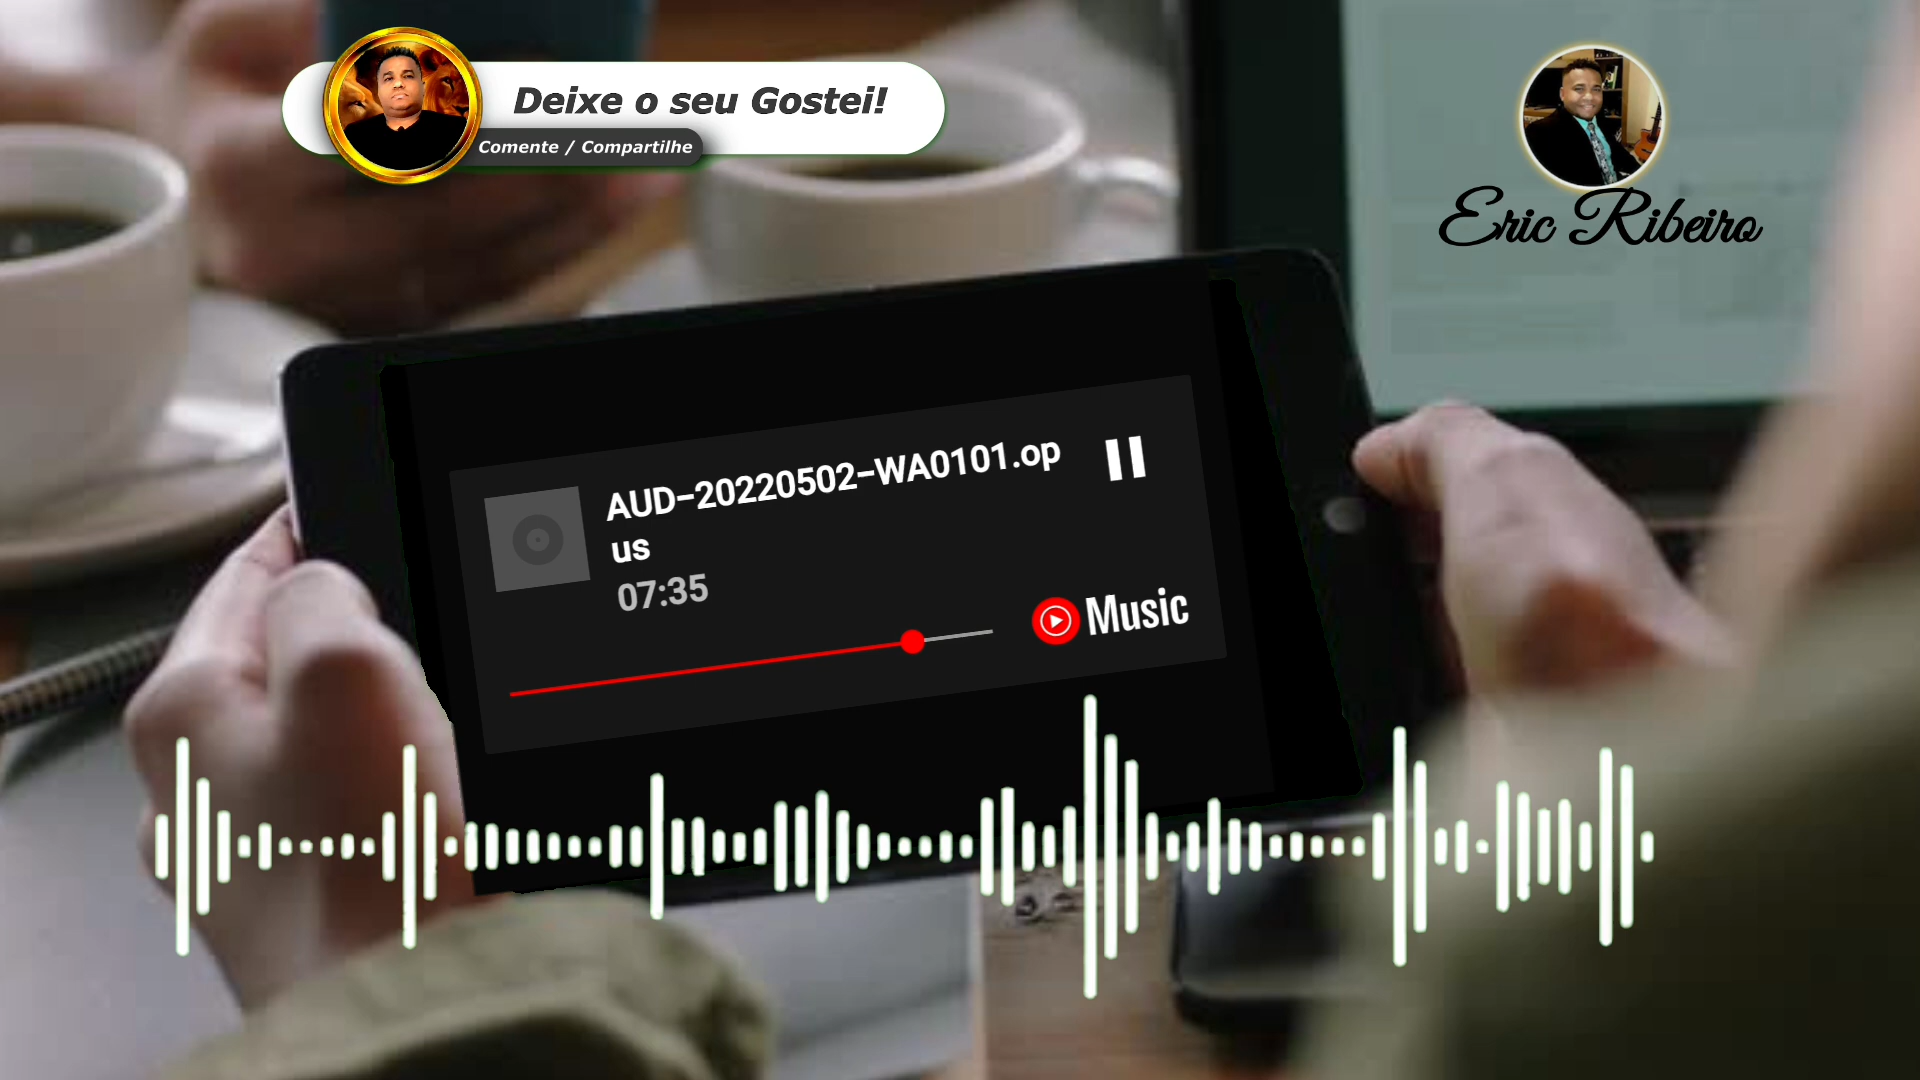 Deixe o seu Gostei!
Comente / Compartilhe
Eric Ribeiro
AUD-20220502-WA0101.op
us
07:35
Music